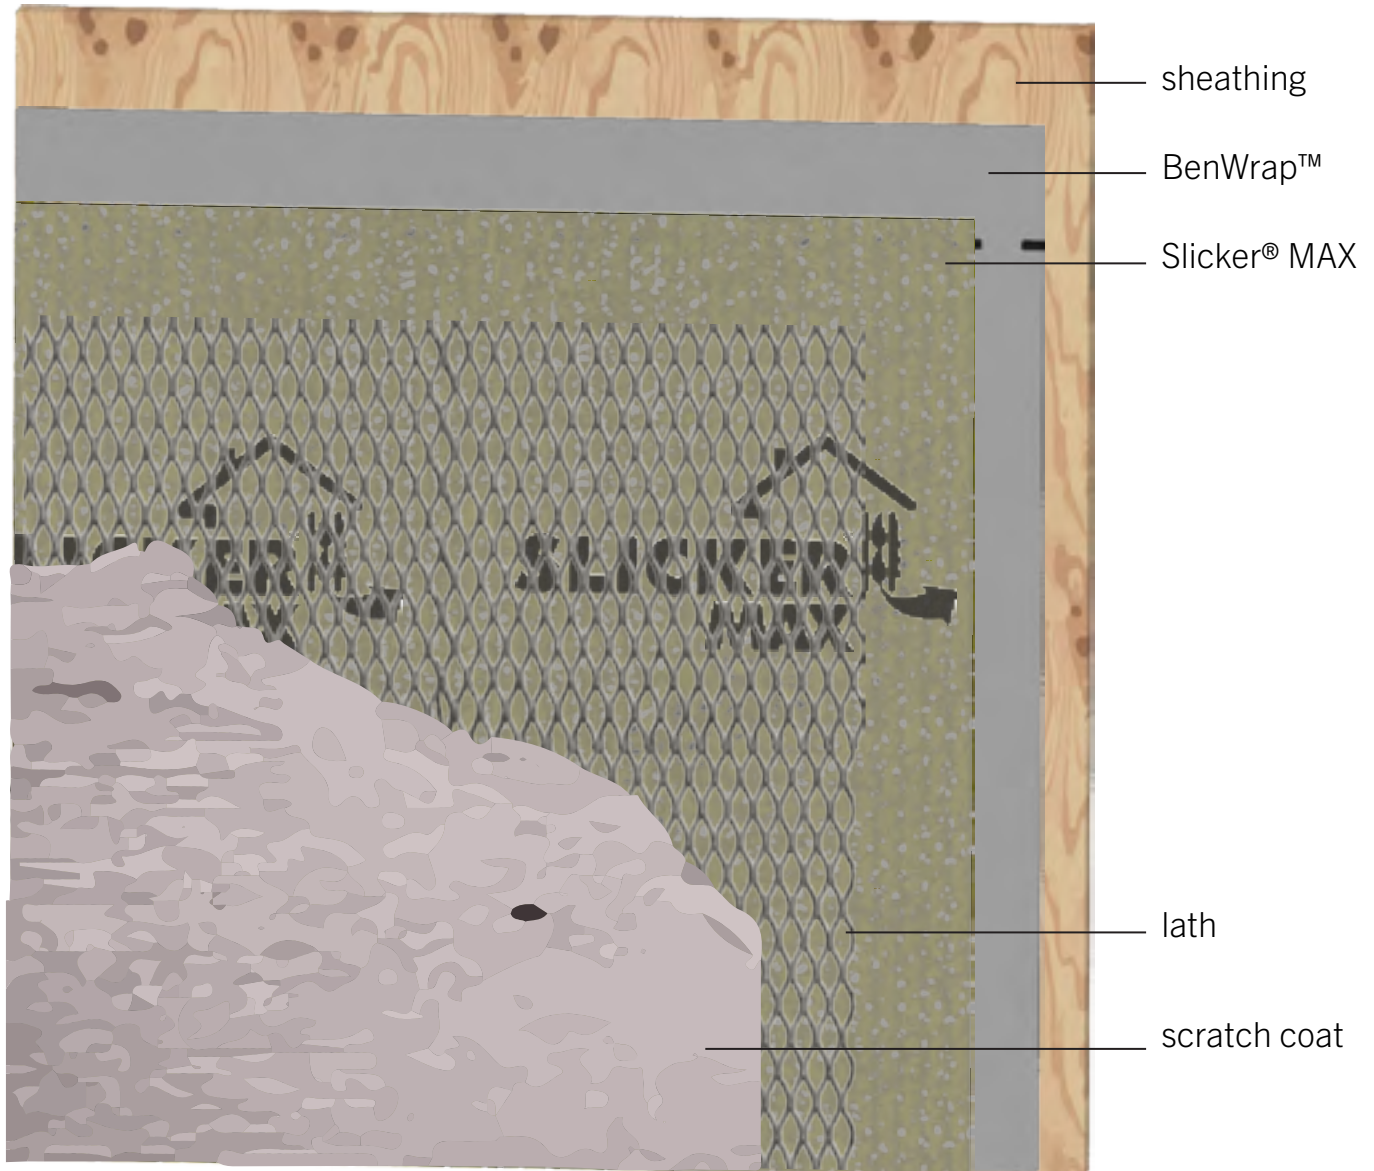 sheathing
BenWrap™
Slicker® MAX
SLICKER
MAX
lath
scratch coat